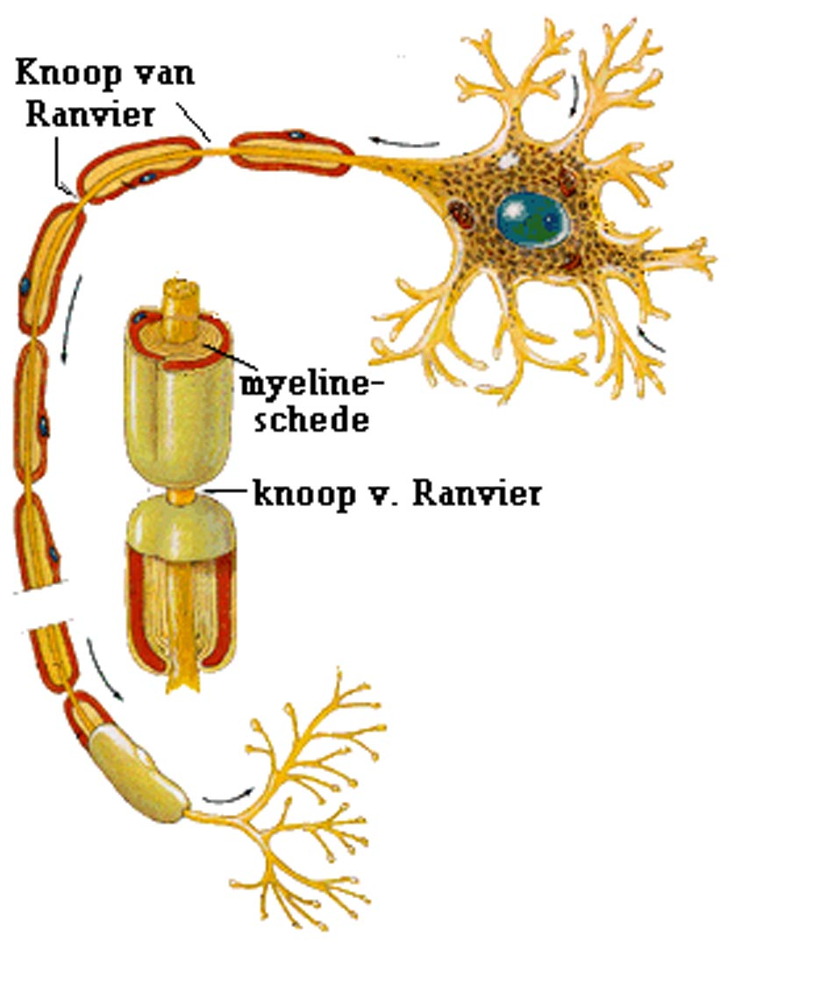 Knoop van
Ranvier
myeline-
schede
knoop v. Ranvier